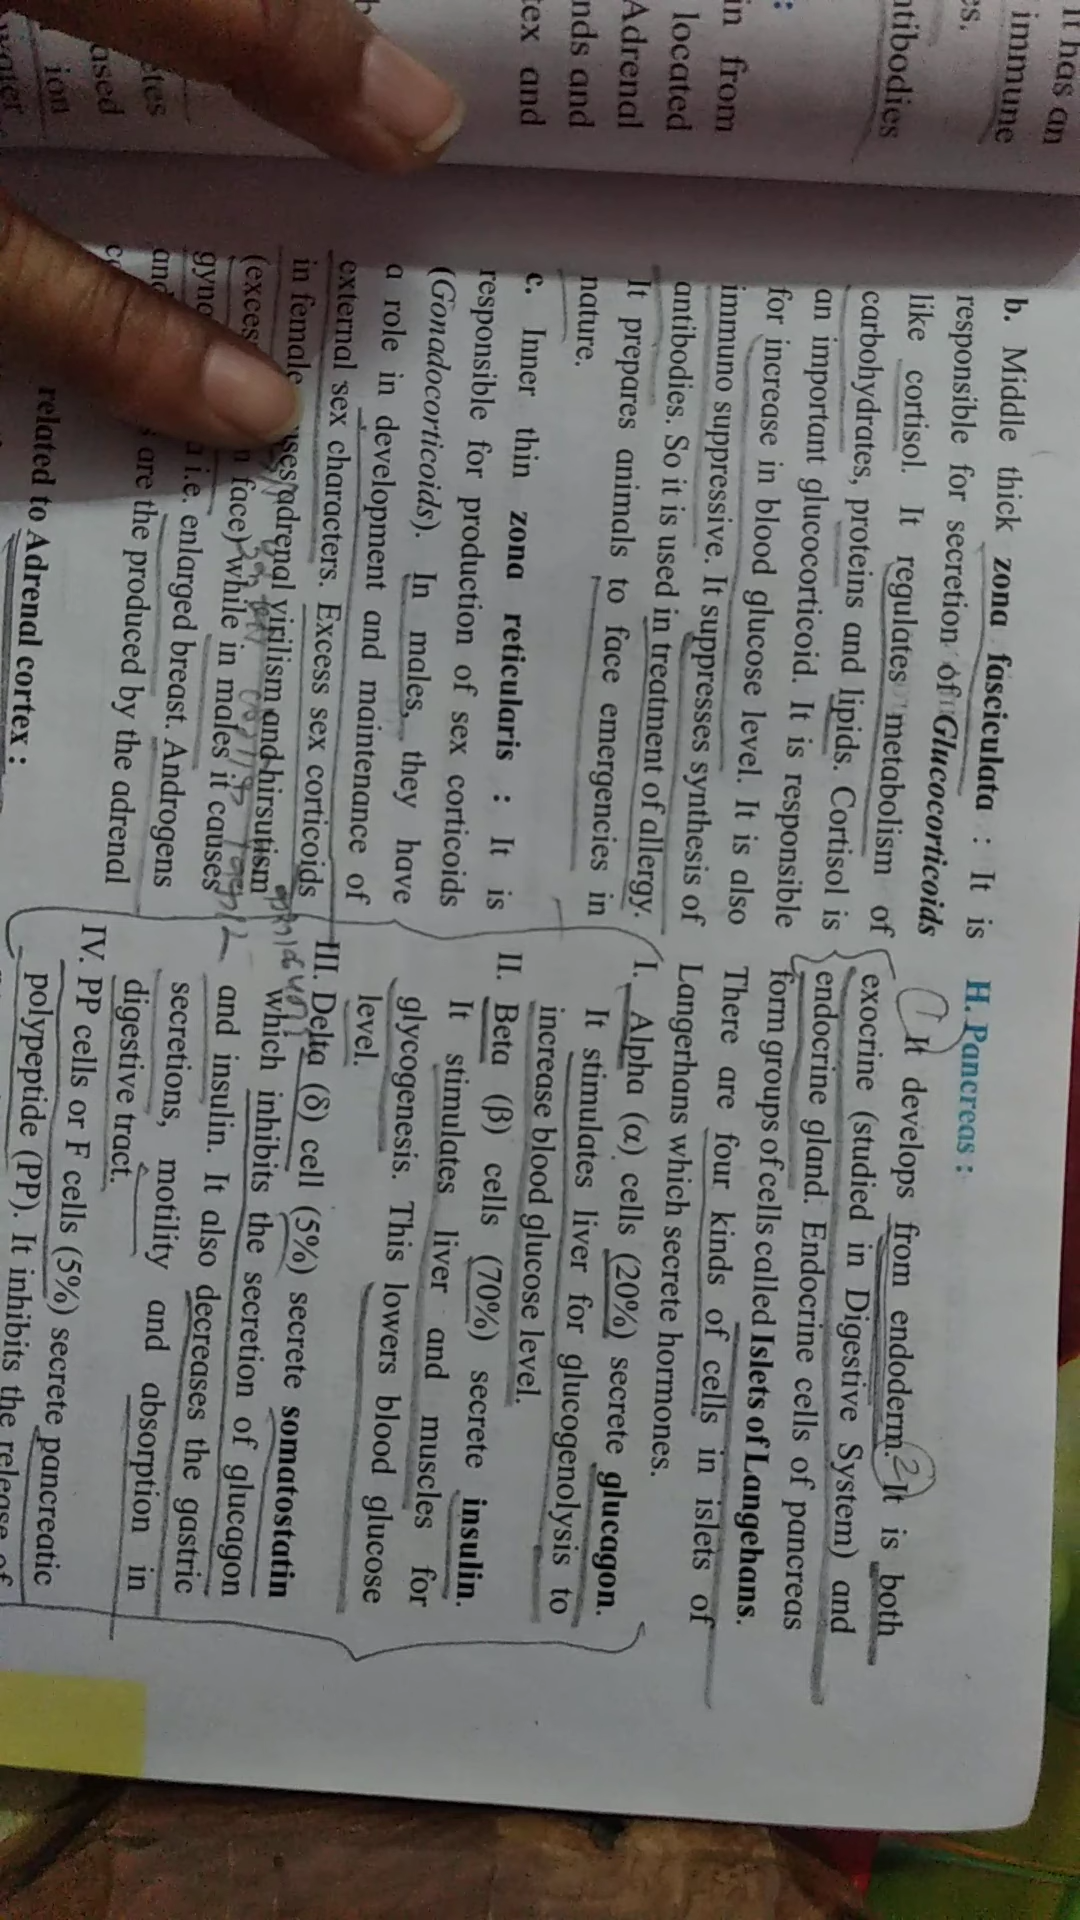 It has an
immune
es.
ntibodies
:
in from
located
Adrenal
nds and
tex and
etes
ased
ion
b. Middle thick zona fasciculata : It is
responsible for secretion of Glucocorticoids
like cortisol. It regulates metabolism of
carbohydrates, proteins and lipids. Cortisol is
an important glucocorticoid. It is responsible
for increase in blood glucose level. It is also
immuno suppressive. It suppresses synthesis of
antibodies. So it is used in treatment of allergy.
It prepares animals to face emergencies in
nature.
c. Inner thin zona reticularis : It is
responsible for production of sex corticoids
(Gonadocorticoids). In males, they have
a role in development and maintenance of
external sex characters. Excess sex corticoids
in female uses adrenal virilism and hirsutism
(exces n face) while in males it causes
gync a i.e. enlarged breast. Androgens
and s are the produced by the adrenal
co
related to Adrenal cortex :
H. Pancreas :
1 It develops from endoderm. 2 It is both
exocrine (studied in Digestive System) and
endocrine gland. Endocrine cells of pancreas
form groups of cells called Islets of Langehans.
There are four kinds of cells in islets of
Langerhans which secrete hormones.
I. Alpha (α) cells (20%) secrete glucagon.
It stimulates liver for glucogenolysis to
increase blood glucose level.
II. Beta (β) cells (70%) secrete insulin.
It stimulates liver and muscles for
glycogenesis. This lowers blood glucose
level.
III. Delta (δ) cell (5%) secrete somatostatin
which inhibits the secretion of glucagon
and insulin. It also decreases the gastric
secretions, motility and absorption in
digestive tract.
IV. PP cells or F cells (5%) secrete pancreatic
polypeptide (PP). It inhibits the release of